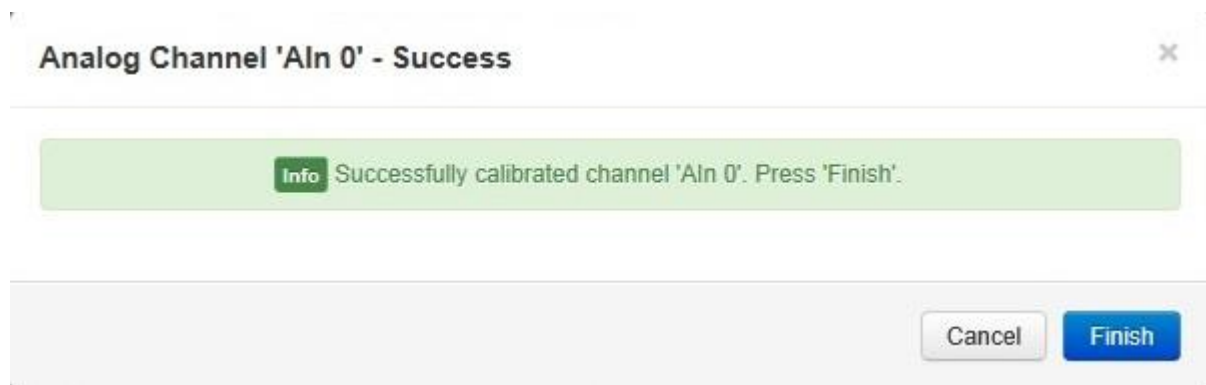 Analog Channel 'AIn 0' - Success
×
Info Successfully calibrated channel 'AIn 0'. Press 'Finish'.
Cancel Finish